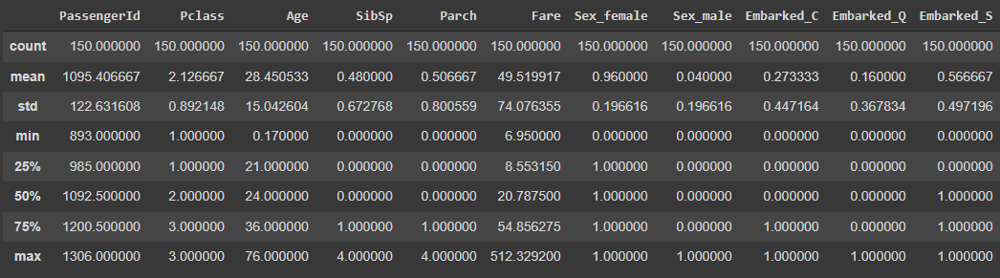 PassengerId Pclass Age SibSp Parch Fare Sex_female Sex_male Embarked_C Embarked_Q Embarked_S
count 150.000000 150.000000 150.000000 150.000000 150.000000 150.000000 150.000000 150.000000 150.000000 150.000000 150.000000
mean 1095.406667 2.126667 28.450533 0.480000 0.506667 49.519917 0.960000 0.040000 0.273333 0.160000 0.566667
std 122.631608 0.892148 15.042604 0.672768 0.800559 74.076355 0.196616 0.196616 0.447164 0.367834 0.497196
min 893.000000 1.000000 0.170000 0.000000 0.000000 6.950000 0.000000 0.000000 0.000000 0.000000 0.000000
25% 985.000000 1.000000 21.000000 0.000000 0.000000 8.553150 1.000000 0.000000 0.000000 0.000000 0.000000
50% 1092.500000 2.000000 24.000000 0.000000 0.000000 20.787500 1.000000 0.000000 0.000000 0.000000 1.000000
75% 1200.500000 3.000000 36.000000 1.000000 1.000000 54.856275 1.000000 0.000000 1.000000 0.000000 1.000000
max 1306.000000 3.000000 76.000000 4.000000 4.000000 512.329200 1.000000 1.000000 1.000000 1.000000 1.000000